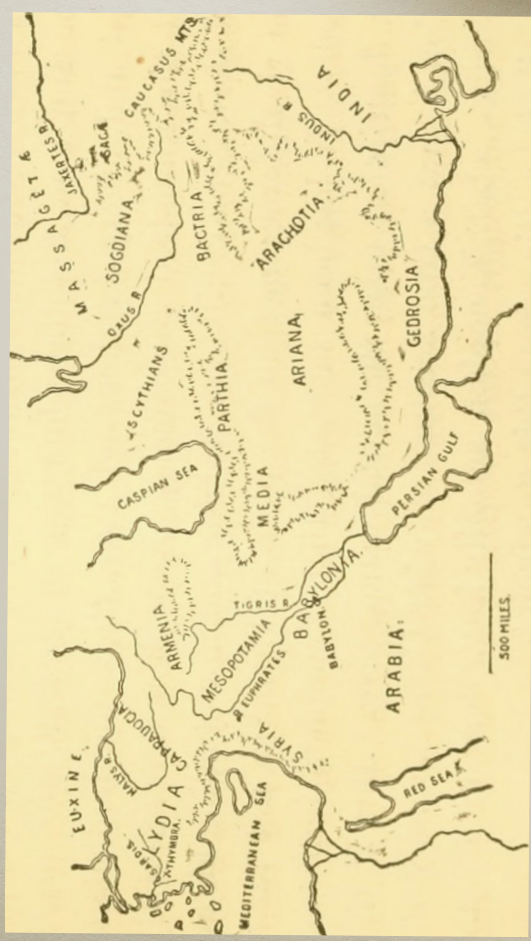 EUXINE
HALYS R.
CAPPADOCIA
LYDIA
SARDIS.
THYMBRA.
MEDITERRANEAN SEA
SYRIA
ARMENIA
MESOPOTAMIA
TIGRIS R
R EUPHRATES
BABYLONIA.
BABYLON
ARABIA.
RED SEA
500 MILES.
PERSIAN GULF
CASPIAN SEA
MEDIA
PARTHIA
SCYTHIANS
ARIANA
GEDROSIA
OXUS R
MASSAGETÆ
JAXERTES R.
SACÆ
SOGDIANA
BACTRIA
ARACHOTIA
CAUCASUS MTS.
INDUS R
INDIA